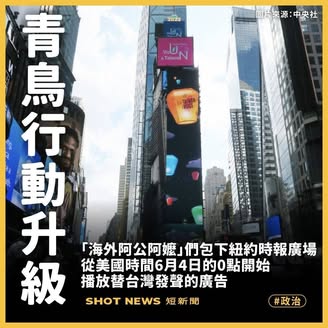 圖片來源：中央社
青鳥行動升級
「海外阿公阿嬤」們包下紐約時報廣場
從美國時間6月4日的0點開始
播放替台灣發聲的廣告
SHOT NEWS 短新聞
#政治